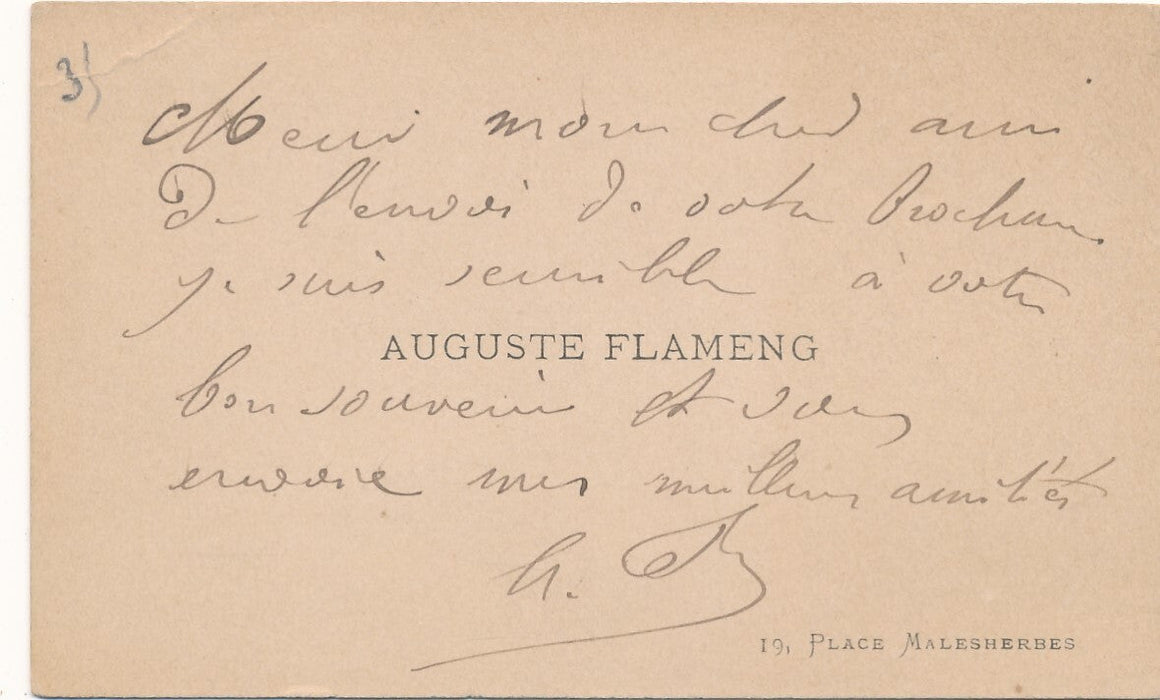 3f
Merci mon cher ami
De l'envoi de votre Brochure.
je suis sensible à votre
AUGUSTE FLAMENG
bon souvenir et vous
envoie mes meilleures amitiés
A. Fl
19, PLACE MALESHERBES